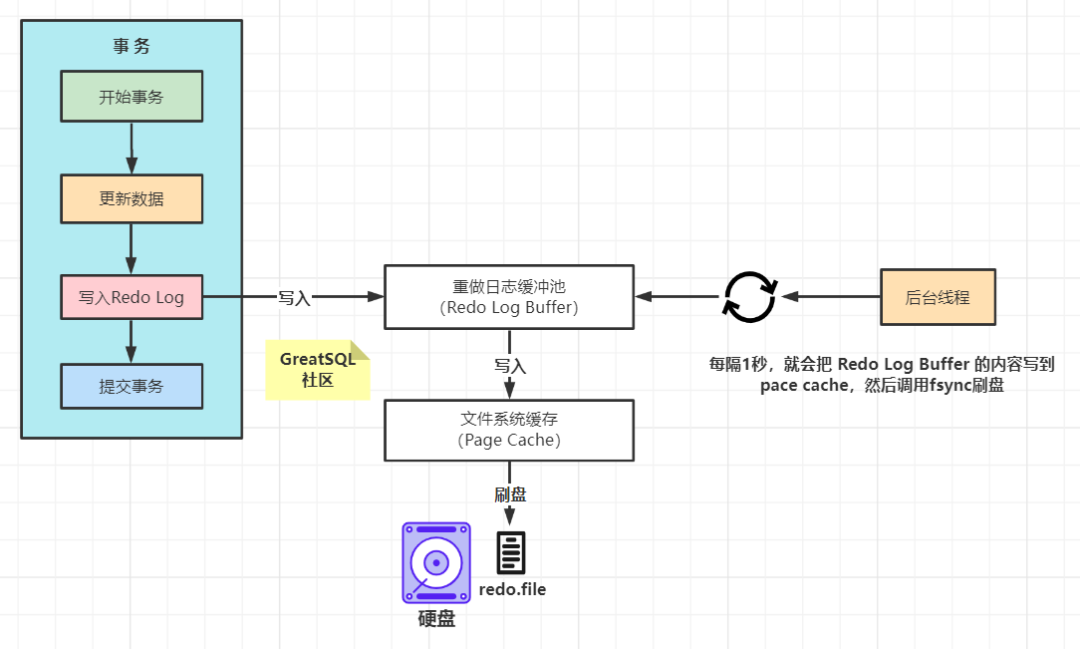 事 务
开始事务
更新数据
写入Redo Log
提交事务
写入
GreatSQL
社区
重做日志缓冲池
(Redo Log Buffer)
写入
文件系统缓存
(Page Cache)
刷盘
硬盘
redo.file
后台线程
每隔1秒，就会把 Redo Log Buffer 的内容写到
pace cache，然后调用fsync刷盘